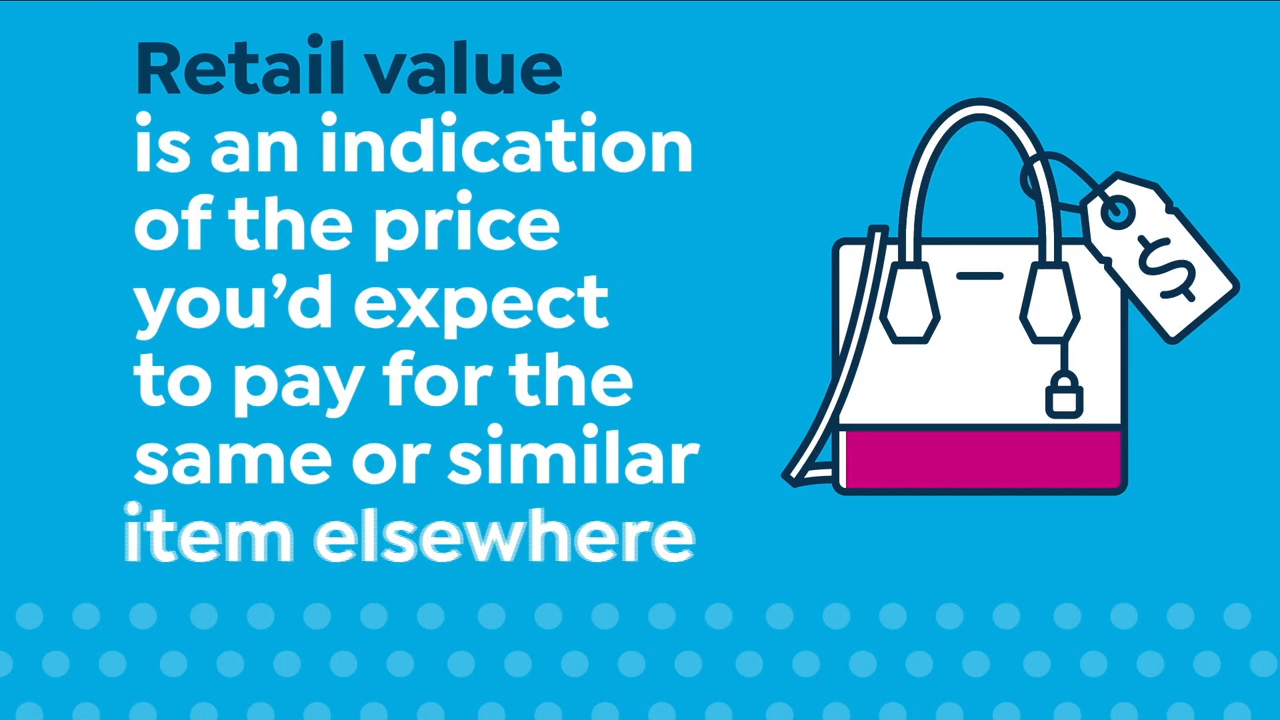 Retail value
is an indication
of the price
you’d expect
to pay for the
same or similar
item elsewhere
$